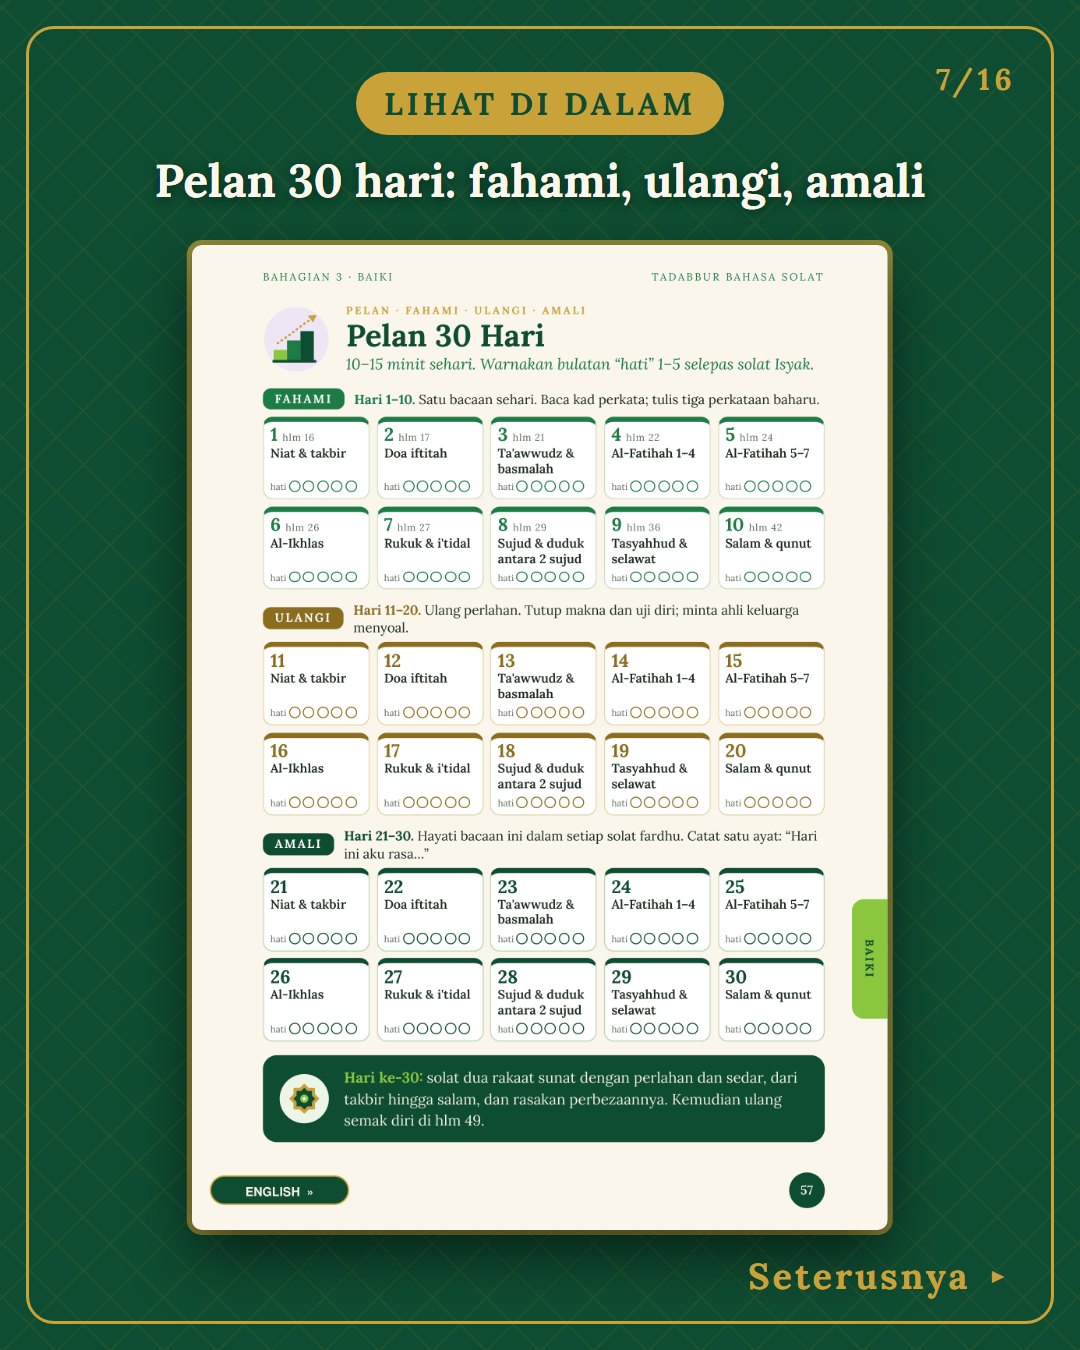 7/16
LIHAT DI DALAM
Pelan 30 hari: fahami, ulangi, amali
BAHAGIAN 3 · BAIKI
TADABBUR BAHASA SOLAT
PELAN · FAHAMI · ULANGI · AMALI
Pelan 30 Hari
10–15 minit sehari. Warnakan bulatan “hati” 1–5 selepas solat Isyak.
FAHAMI
Hari 1–10. Satu bacaan sehari. Baca kad perkata; tulis tiga perkataan baharu.
1 hlm 16
Niat & takbir
hati
2 hlm 17
Doa iftitah
hati
3 hlm 21
Ta'awwudz &
basmalah
hati
4 hlm 22
Al-Fatihah 1–4
hati
5 hlm 24
Al-Fatihah 5–7
hati
6 hlm 26
Al-Ikhlas
hati
7 hlm 27
Rukuk & i'tidal
hati
8 hlm 29
Sujud & duduk
antara 2 sujud
hati
9 hlm 36
Tasyahhud &
selawat
hati
10 hlm 42
Salam & qunut
hati
ULANGI
Hari 11–20. Ulang perlahan. Tutup makna dan uji diri; minta ahli keluarga
menyoal.
11
Niat & takbir
hati
12
Doa iftitah
hati
13
Ta'awwudz &
basmalah
hati
14
Al-Fatihah 1–4
hati
15
Al-Fatihah 5–7
hati
16
Al-Ikhlas
hati
17
Rukuk & i'tidal
hati
18
Sujud & duduk
antara 2 sujud
hati
19
Tasyahhud &
selawat
hati
20
Salam & qunut
hati
AMALI
Hari 21–30. Hayati bacaan ini dalam setiap solat fardhu. Catat satu ayat: “Hari
ini aku rasa…”
21
Niat & takbir
hati
22
Doa iftitah
hati
23
Ta'awwudz &
basmalah
hati
24
Al-Fatihah 1–4
hati
25
Al-Fatihah 5–7
hati
26
Al-Ikhlas
hati
27
Rukuk & i'tidal
hati
28
Sujud & duduk
antara 2 sujud
hati
29
Tasyahhud &
selawat
hati
30
Salam & qunut
hati
BAIKI
Hari ke-30: solat dua rakaat sunat dengan perlahan dan sedar, dari
takbir hingga salam, dan rasakan perbezaannya. Kemudian ulang
semak diri di hlm 49.
ENGLISH »
57
Seterusnya ▸